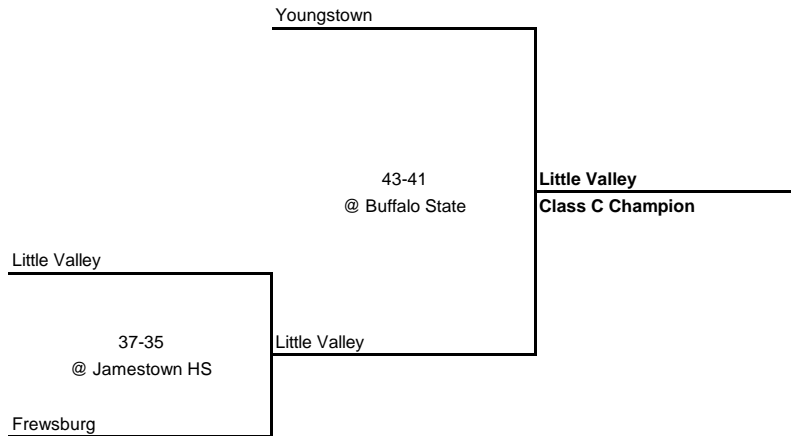 Youngstown
43-41
@ Buffalo State
Little Valley
Class C Champion
Little Valley
37-35
@ Jamestown HS
Little Valley
Frewsburg